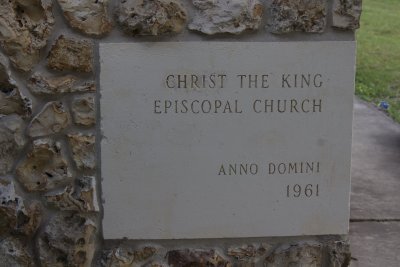 CHRIST THE KING
EPISCOPAL CHURCH
ANNO DOMINI
1961